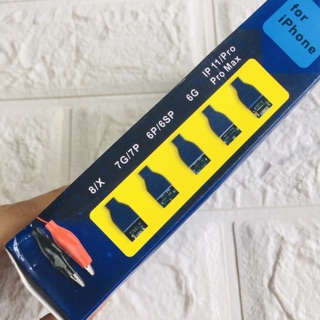 for
iPhone
8/X
7G/7P
6P/6SP
6G
IP 11/Pro
Pro Max